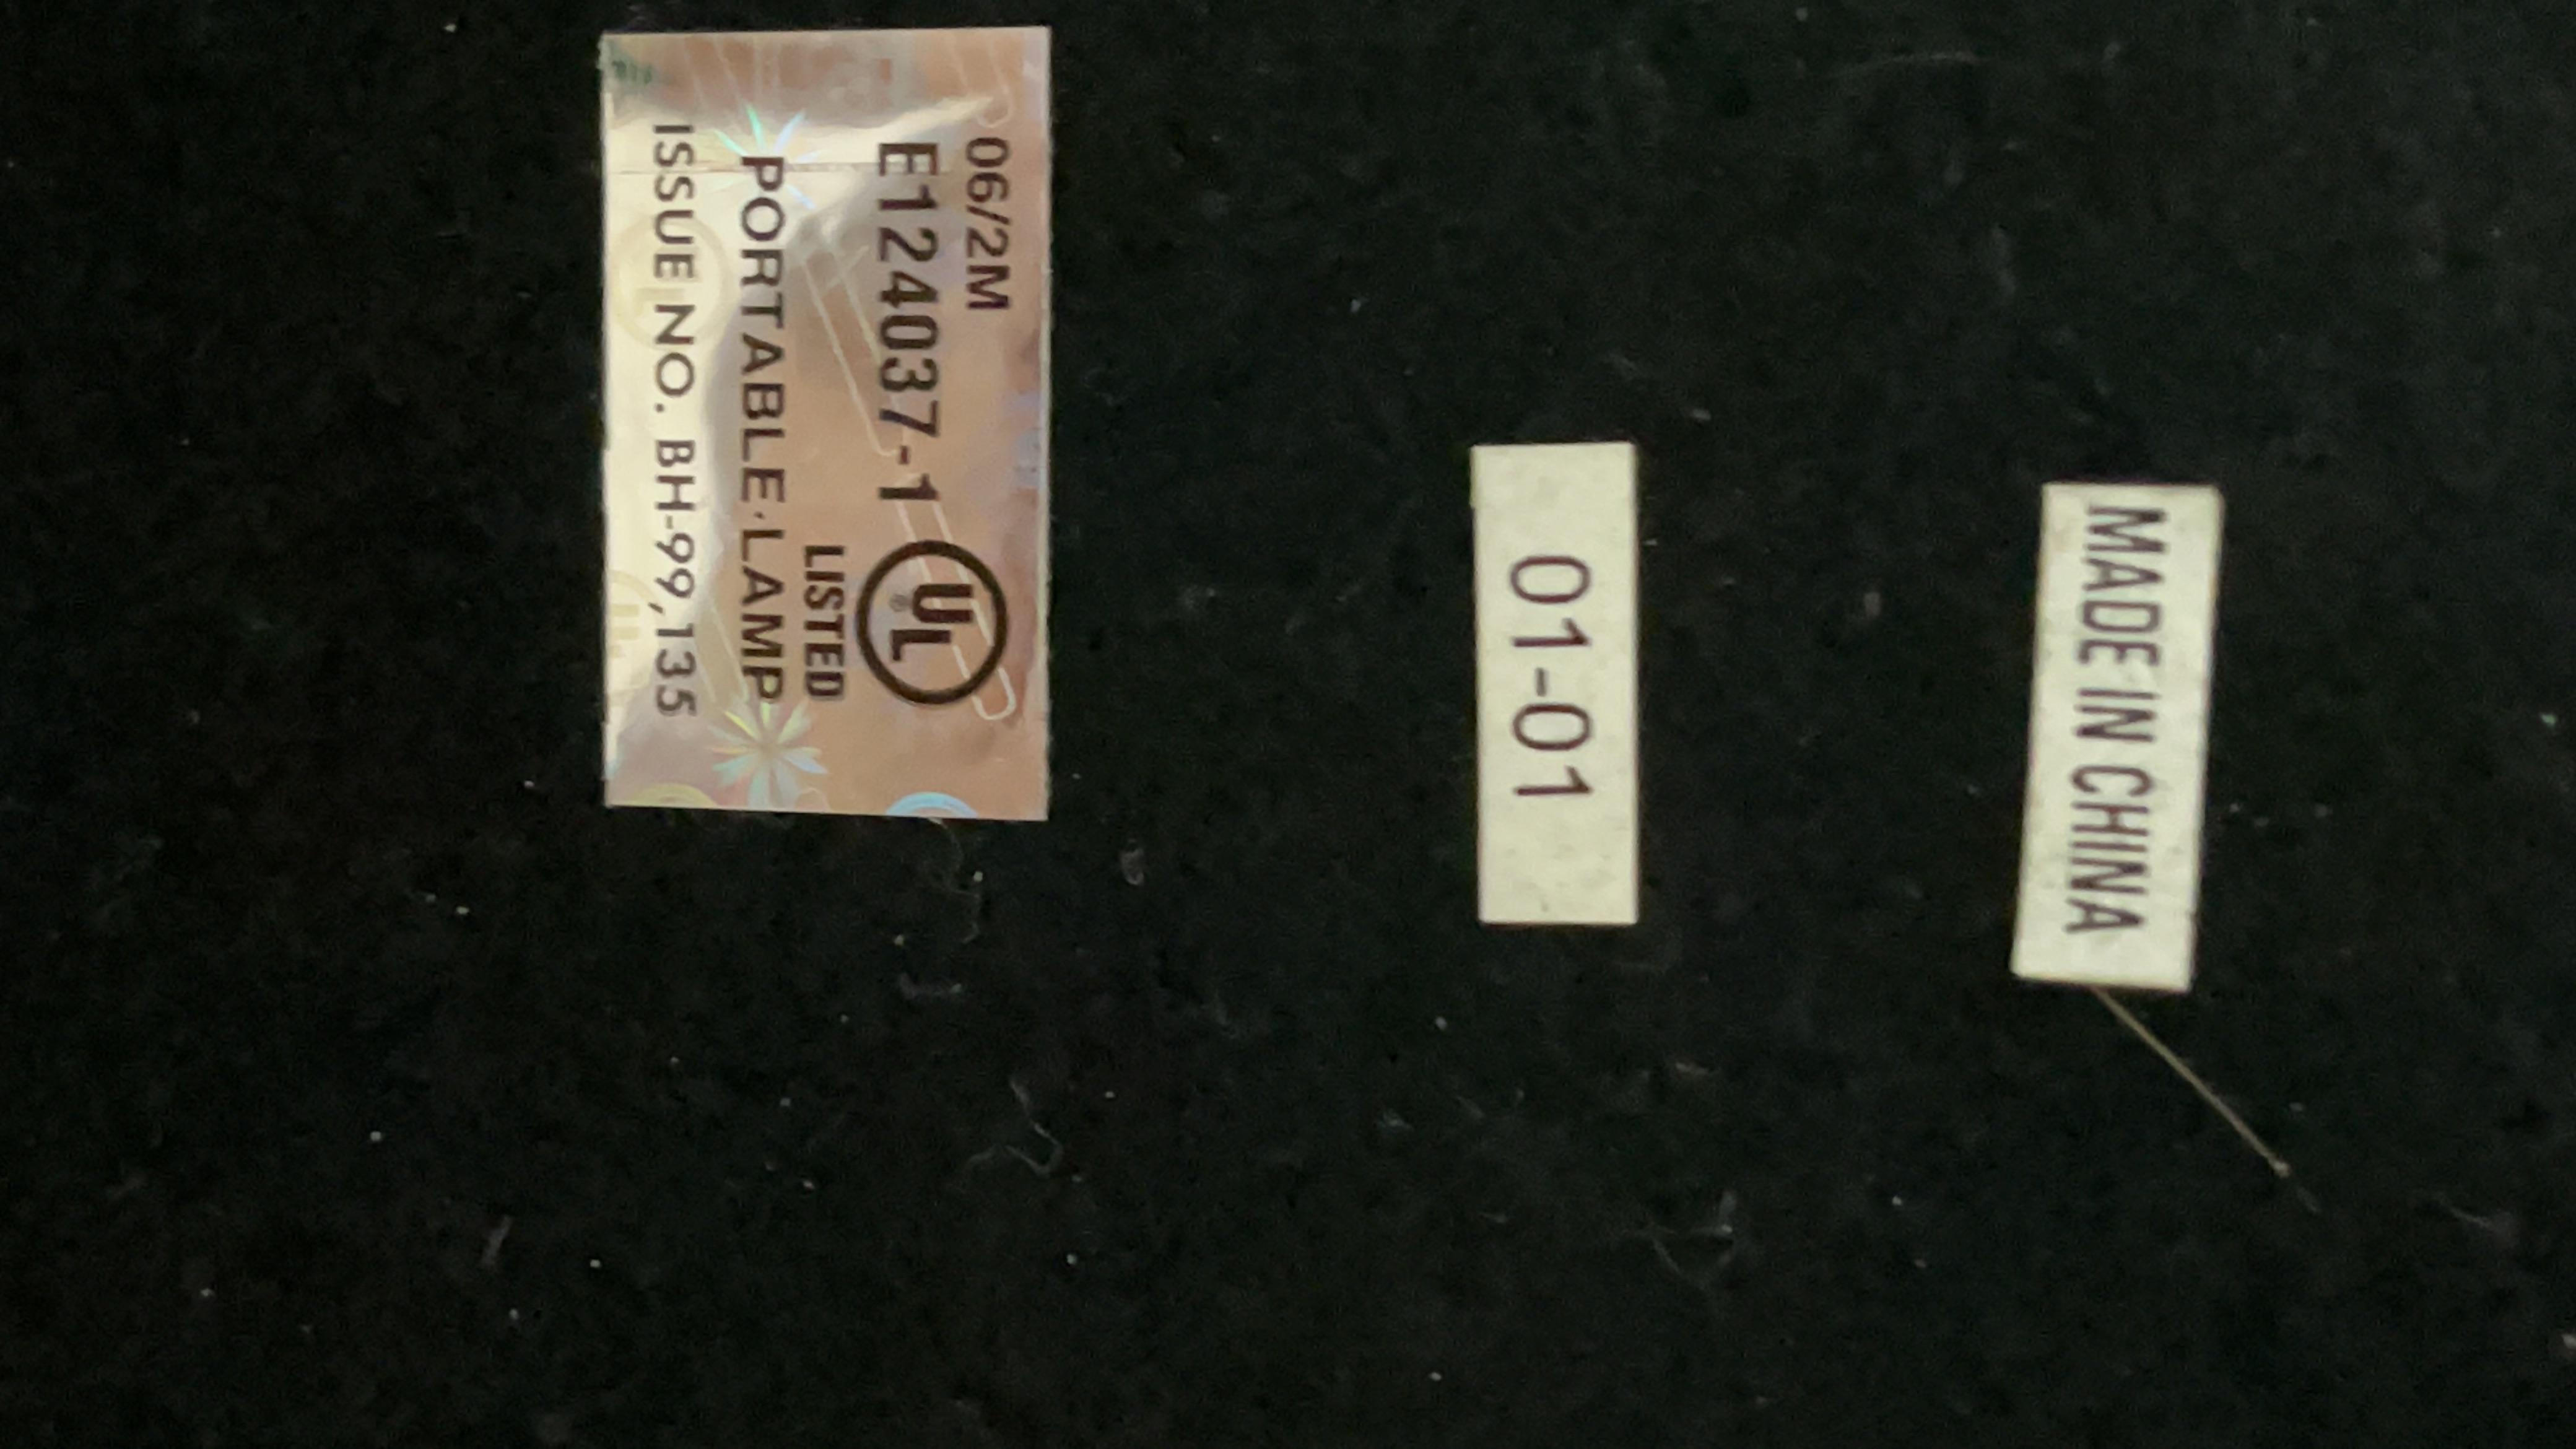 MADE IN CHINA
01-01
06/2M
E124037-1
UL
®
LISTED
PORTABLE·LAMP
ISSUE NO. BH-99,135